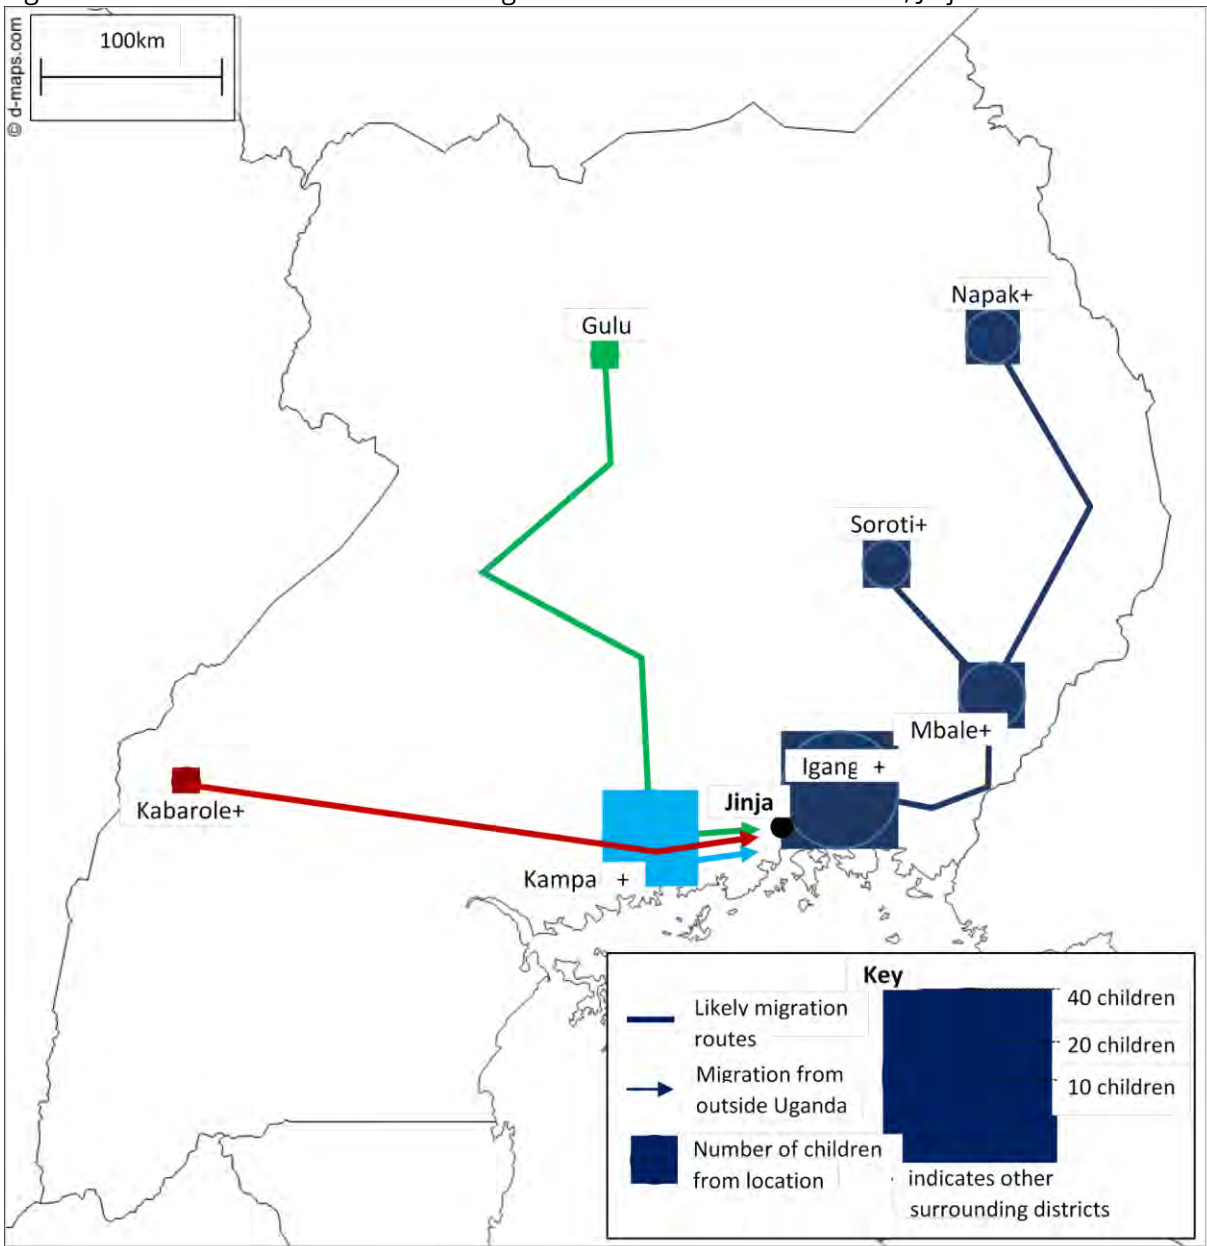 100km
© d-maps.com
Napak+
Gulu
Soroti+
Mbale+
Igang +
Jinja
Kabarole+
Kampa +
Key
Likely migration
routes
Migration from
outside Uganda
Number of children
from location
40 children
20 children
10 children
indicates other
surrounding districts